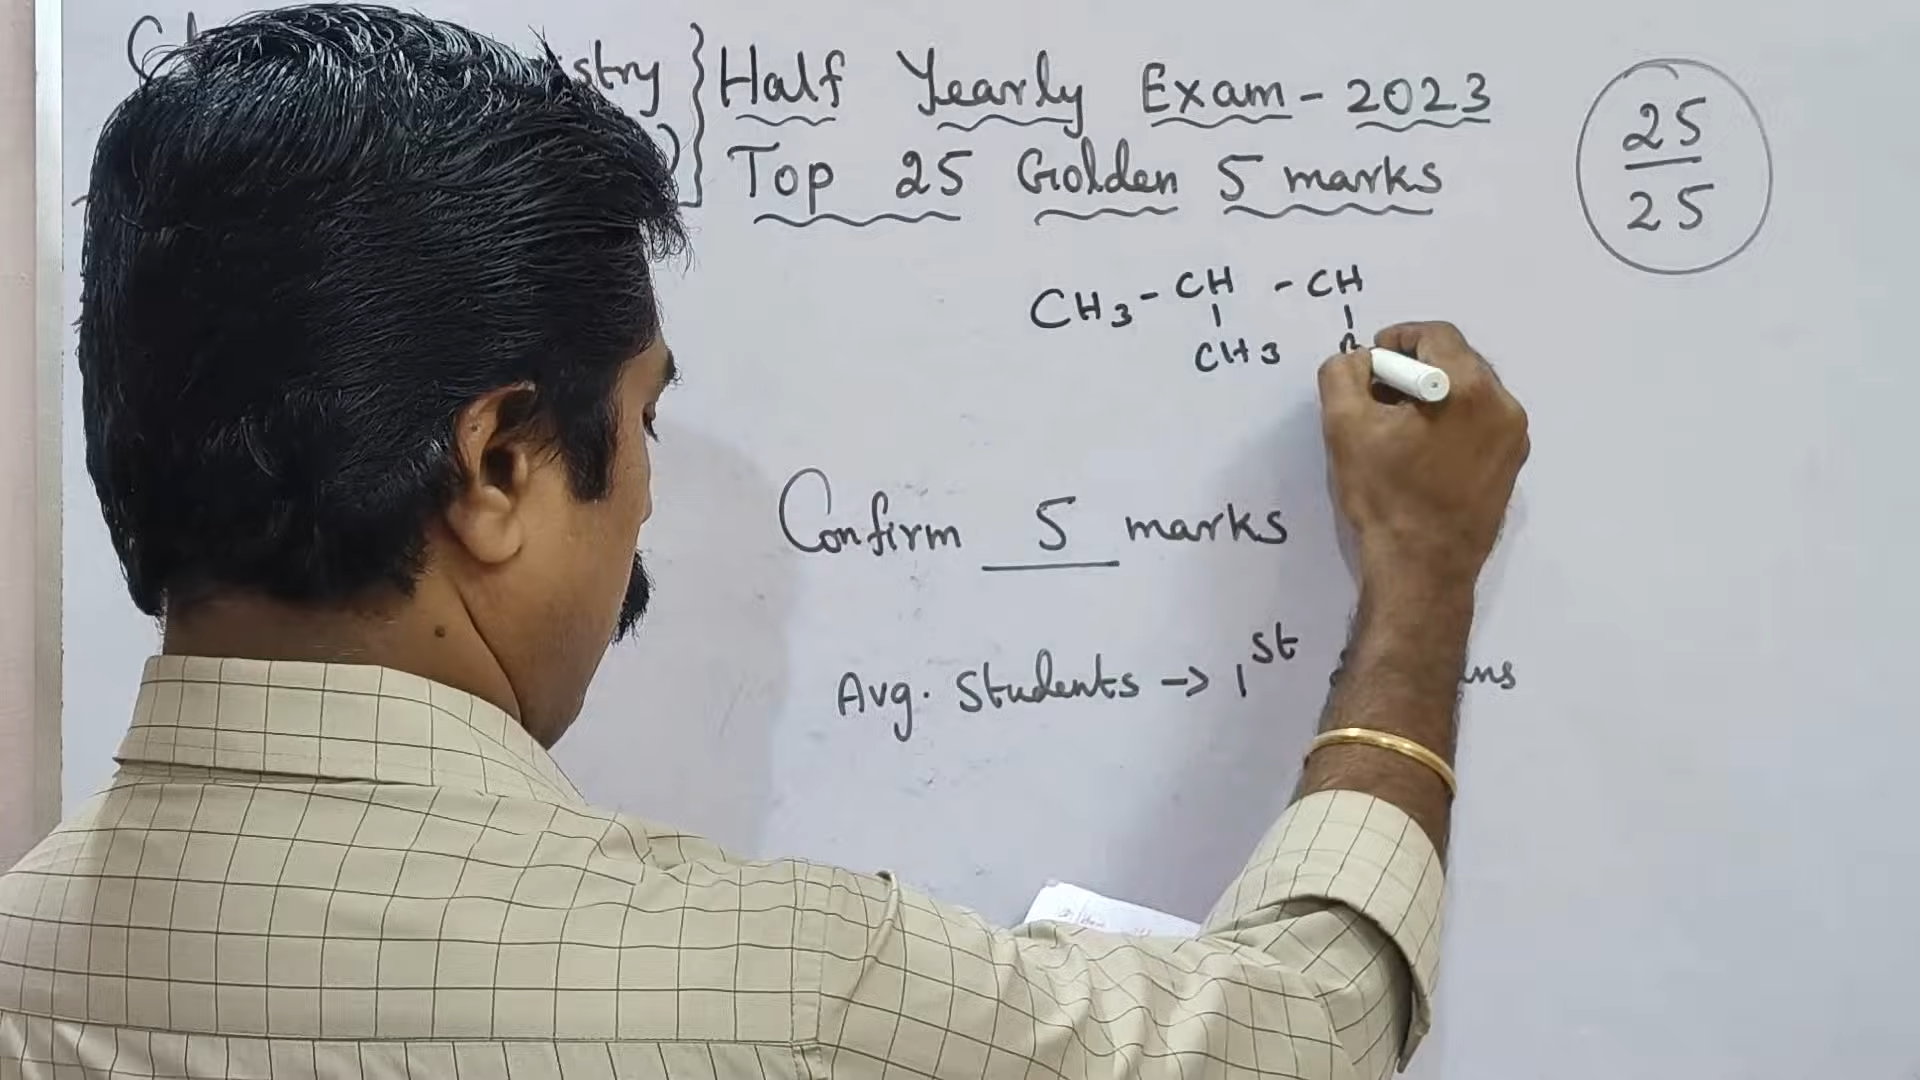 Half Yearly Exam - 2023
Top 25 Golden 5 marks
25
25
CH3 - CH - CH
CH3
Confirm 5 marks
Avg. Students -> 1st